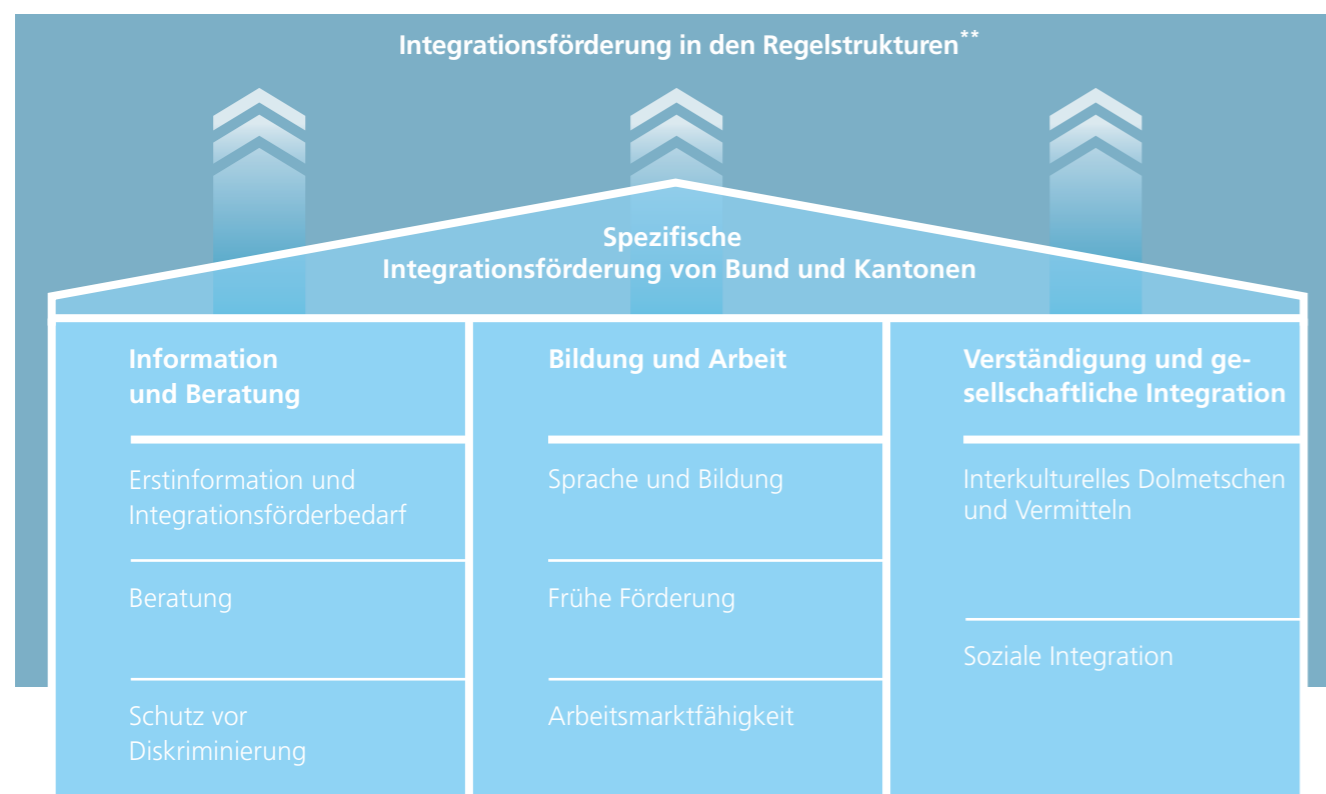 Integrationsförderung in den Regelstrukturen**
Spezifische
Integrationsförderung von Bund und Kantonen
Information
und Beratung
Erstinformation und
Integrationsförderbedarf
Beratung
Schutz vor
Diskriminierung
Bildung und Arbeit
Sprache und Bildung
Frühe Förderung
Arbeitsmarktfähigkeit
Verständigung und ge-
sellschaftliche Integration
Interkulturelles Dolmetschen
und Vermitteln
Soziale Integration